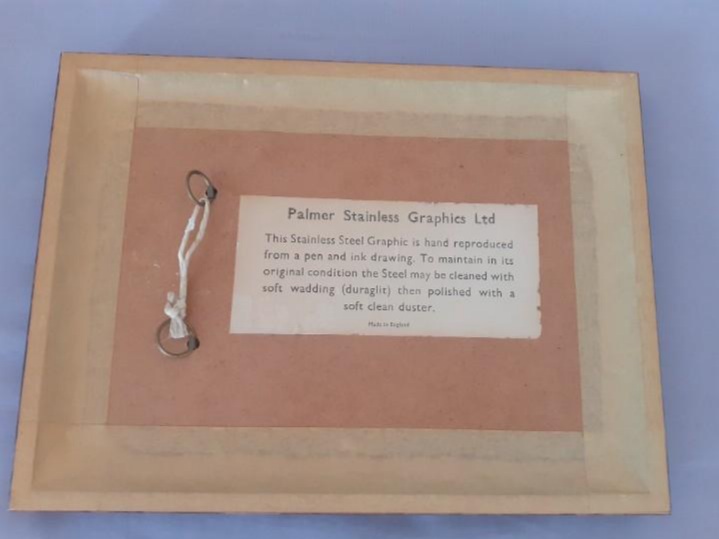 Palmer Stainless Graphics Ltd
This Stainless Steel Graphic is hand reproduced
from a pen and ink drawing. To maintain in its
original condition the Steel may be cleaned with
soft wadding (duraglit) then polished with a
soft clean duster.
Made in England